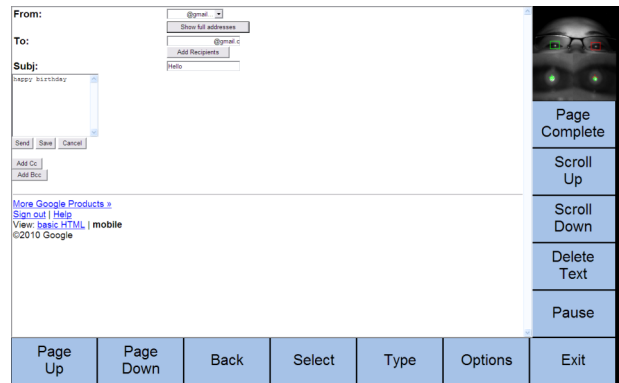 From:
@gmail.
Show full addresses
To:
@gmail.c
Add Recipients
Subj:
Hello
happy birthday
Send Save Cancel
Add Cc
Add Bcc
More Google Products »
Sign out | Help
View: basic HTML | mobile
©2010 Google
Page
Complete
Scroll
Up
Scroll
Down
Delete
Text
Pause
Page
Up
Page
Down
Back
Select
Type
Options
Exit